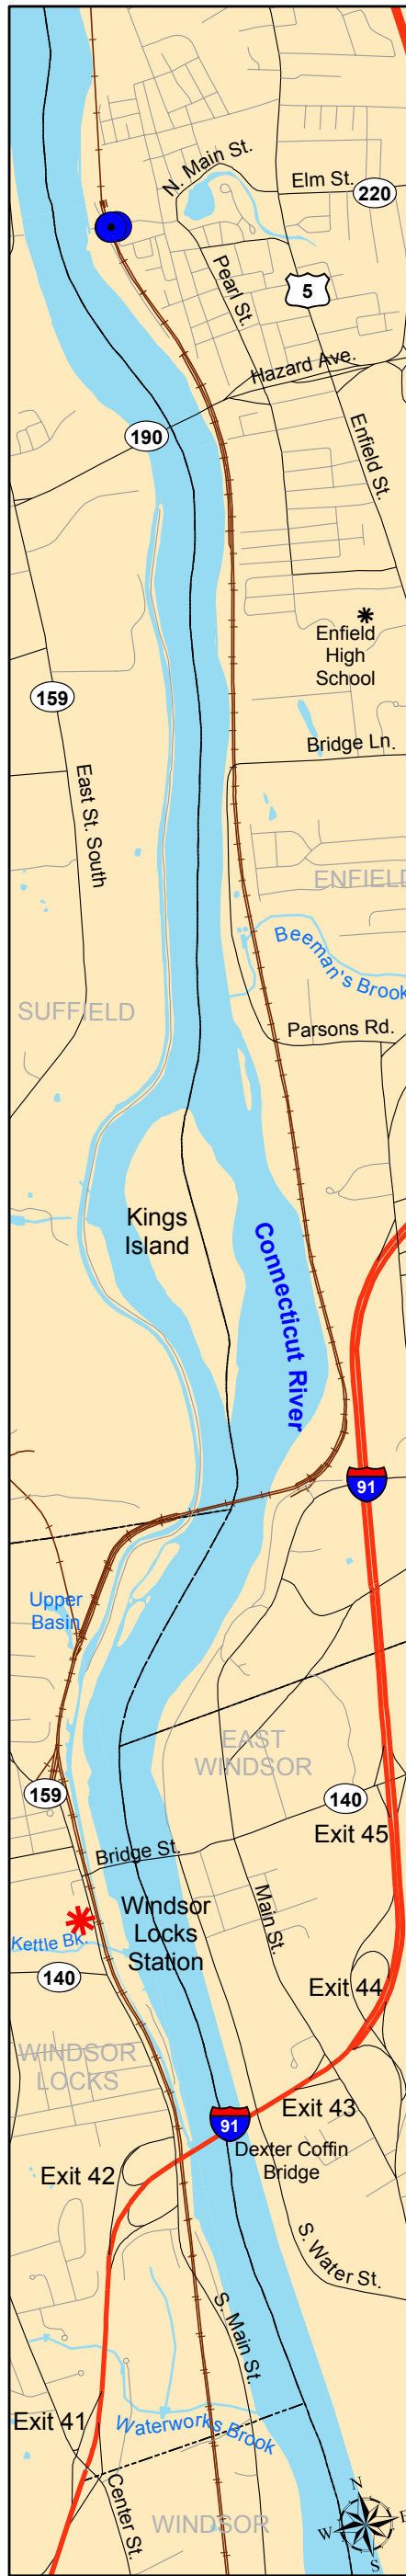 N. Main St.
Elm St.
220
Pearl St.
5
Hazard Ave.
190
Enfield St.
Enfield
High
School
159
Bridge Ln.
East St. South
ENFIELD
Beeman's Brook
SUFFIELD
Parsons Rd.
Kings
Island
Connecticut River
91
Upper
Basin
EAST
WINDSOR
159
140
Exit 45
Bridge St.
Main St.
Windsor
Locks
Station
Kettle Bk.
140
Exit 44
WINDSOR
LOCKS
Exit 43
91
Dexter Coffin
Bridge
Exit 42
S. Water St.
S. Main St.
Exit 41
Waterworks Brook
Center St.
WINDSOR
N
W
E
S